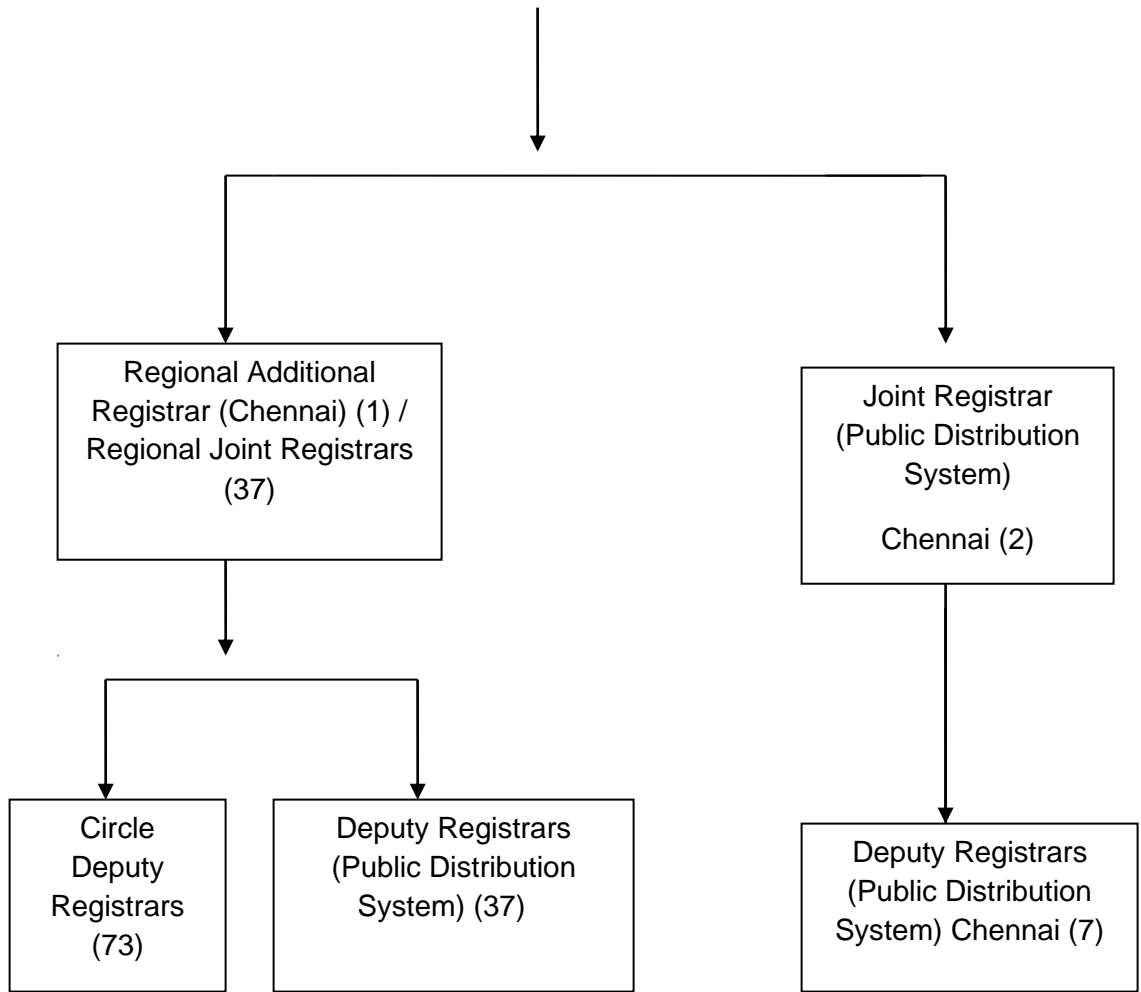 Regional Additional
Registrar (Chennai) (1) /
Regional Joint Registrars
(37)
Joint Registrar
(Public Distribution
System)
Chennai (2)
Circle
Deputy
Registrars
(73)
Deputy Registrars
(Public Distribution
System) (37)
Deputy Registrars
(Public Distribution
System) Chennai (7)